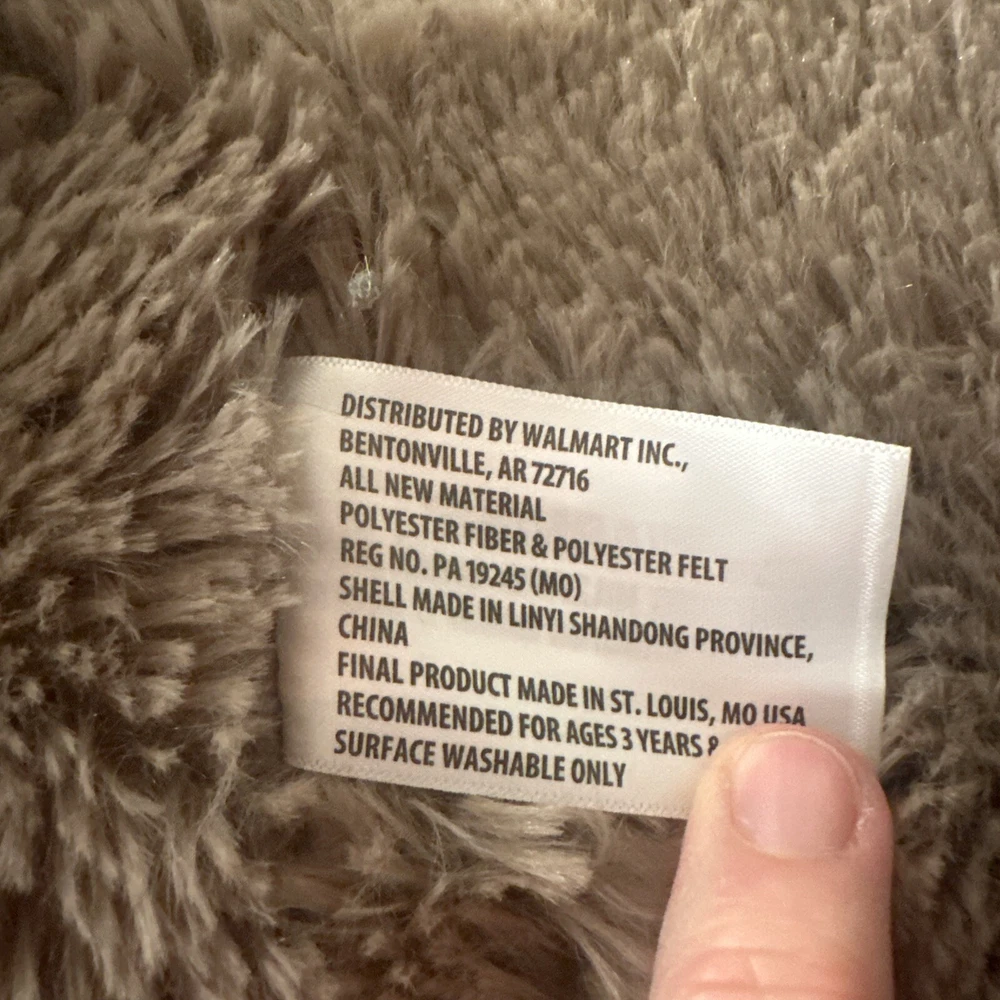 DISTRIBUTED BY WALMART INC.,
BENTONVILLE, AR 72716
ALL NEW MATERIAL
POLYESTER FIBER & POLYESTER FELT
REG NO. PA 19245 (MO)
SHELL MADE IN LINYI SHANDONG PROVINCE,
CHINA
FINAL PRODUCT MADE IN ST. LOUIS, MO USA
RECOMMENDED FOR AGES 3 YEARS &
SURFACE WASHABLE ONLY